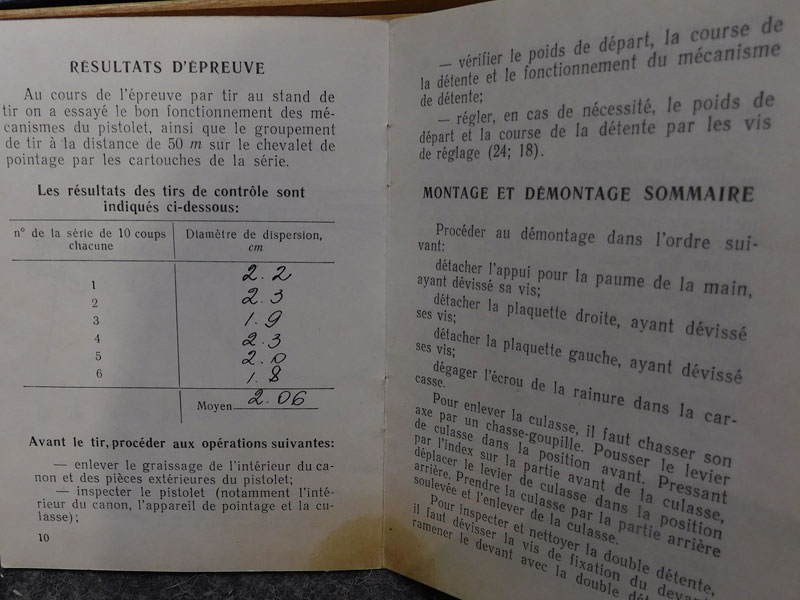 RÉSULTATS D'ÉPREUVE
Au cours de l'épreuve par tir au stand de
tir on a essayé le bon fonctionnement des mé-
canismes du pistolet, ainsi que le groupement
de tir à la distance de 50 m sur le chevalet de
pointage par les cartouches de la série.
Les résultats des tirs de contrôle sont
indiqués ci-dessous:
n° de la série de 10 coups chacune | Diamètre de dispersion, cm
1 2.2
2 2.3
3 1.9
4 2.3
5 2.0
6 1.8
Moyen 2.06
Avant le tir, procéder aux opérations suivantes:
— enlever le graissage de l'intérieur du ca-
non et des pièces extérieures du pistolet;
— inspecter le pistolet (notamment l'inté-
rieur du canon, l'appareil de pointage et la cu-
lasse);
10
— vérifier le poids de départ, la course de
la détente et le fonctionnement du mécanisme
de détente;
— régler, en cas de nécessité, le poids de
départ et la course de la détente par les vis
de réglage (24; 18).
MONTAGE ET DÉMONTAGE SOMMAIRE
Procéder au démontage dans l'ordre sui-
vant:
détacher l'appui pour la paume de la main,
ayant dévissé sa vis;
détacher la plaquette droite, ayant dévissé
ses vis;
détacher la plaquette gauche, ayant dévissé
ses vis;
dégager l'écrou de la rainure dans la car-
casse.
Pour enlever la culasse, il faut chasser son
axe par un chasse-goupille. Pousser le levier
de culasse dans la position avant. Pressant
par l'index sur la partie avant de la culasse,
déplacer le levier de culasse dans la position
arrière. Prendre la culasse par la partie arrière
soulevée et l'enlever de la culasse.
Pour inspecter et nettoyer la double détente,
il faut dévisser la vis de fixation du
ramener le devant avec la double